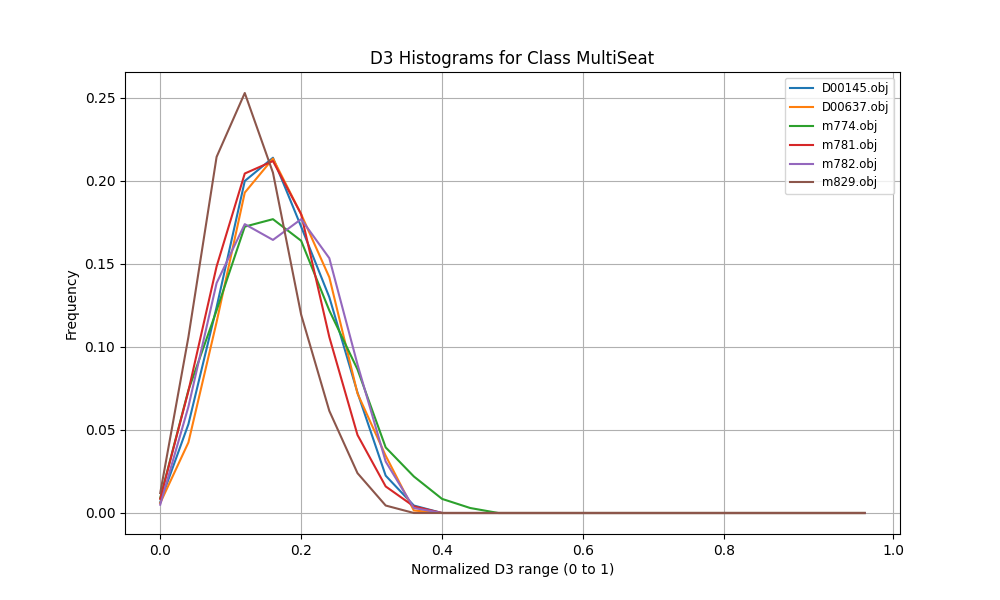 D3 Histograms for Class MultiSeat
D00145.obj
D00637.obj
m774.obj
m781.obj
m782.obj
m829.obj
Frequency
0.25
0.20
0.15
0.10
0.05
0.00
0.0 0.2 0.4 0.6 0.8 1.0
Normalized D3 range (0 to 1)